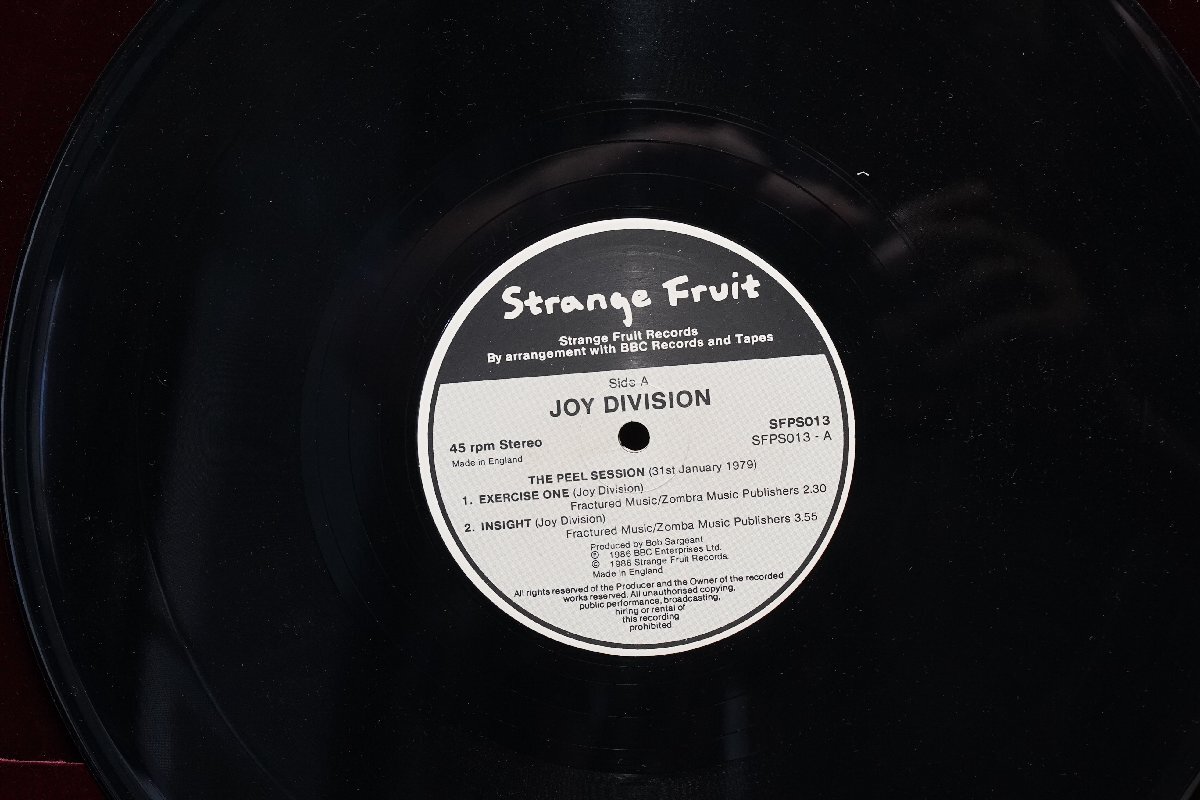 Strange Fruit
Strange Fruit Records
By arrangement with BBC Records and Tapes
Side A
JOY DIVISION
45 rpm Stereo
Made in England
SFPS013
SFPS013 - A
THE PEEL SESSION (31st January 1979)
1. EXERCISE ONE (Joy Division)
Fractured Music/Zombra Music Publishers 2.30
2. INSIGHT (Joy Division)
Fractured Music/Zomba Music Publishers 3.55
Produced by Bob Sargeant
℗ 1986 BBC Enterprises Ltd.
© 1986 Strange Fruit Records.
Made in England
All rights reserved of the Producer and the Owner of the recorded
works reserved. All unauthorised copying,
public performance, broadcasting,
hiring or rental of
this recording
prohibited